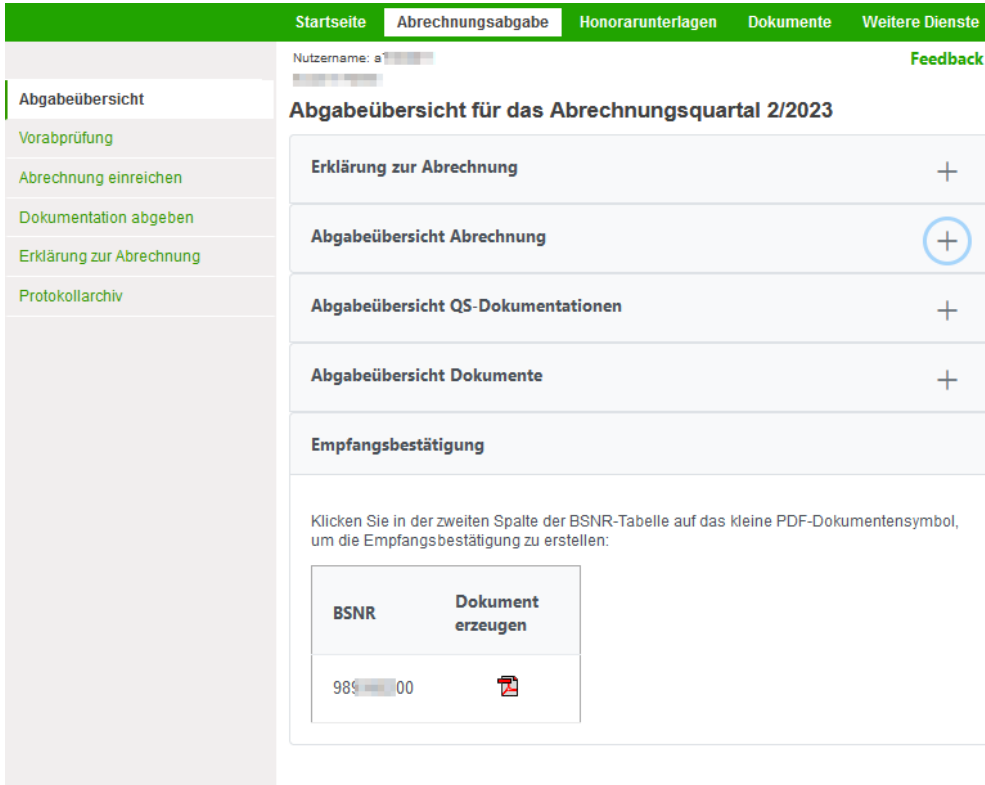 Startseite Abrechnungsabgabe Honorarunterlagen Dokumente Weitere Dienste
Nutzername: a
Feedback
Abgabeübersicht
Vorabprüfung
Abrechnung einreichen
Dokumentation abgeben
Erklärung zur Abrechnung
Protokollarchiv
Abgabeübersicht für das Abrechnungsquartal 2/2023
Erklärung zur Abrechnung
Abgabeübersicht Abrechnung
Abgabeübersicht QS-Dokumentationen
Abgabeübersicht Dokumente
Empfangsbestätigung
Klicken Sie in der zweiten Spalte der BSNR-Tabelle auf das kleine PDF-Dokumentensymbol,
um die Empfangsbestätigung zu erstellen:
BSNR
Dokument
erzeugen
989 00